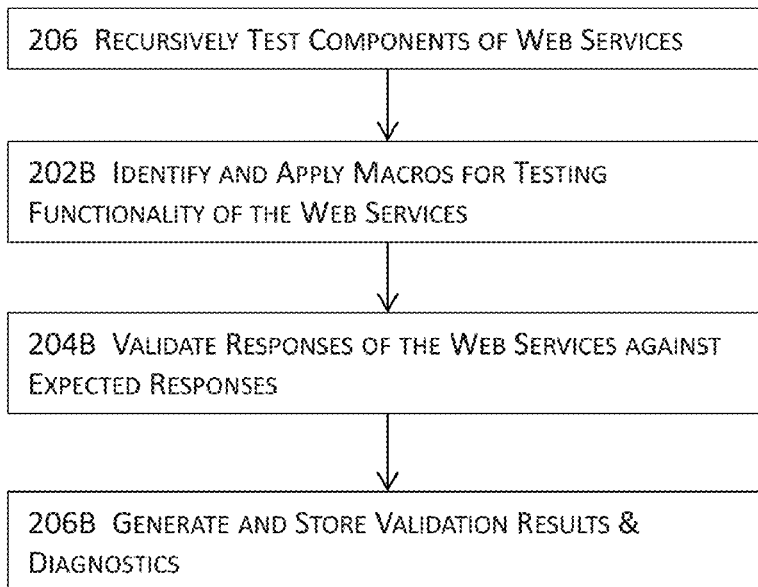 206 Recursively Test Components of Web Services
202B Identify and Apply Macros for Testing
Functionality of the Web Services
204B Validate Responses of the Web Services against
Expected Responses
206B Generate and Store Validation Results &
Diagnostics